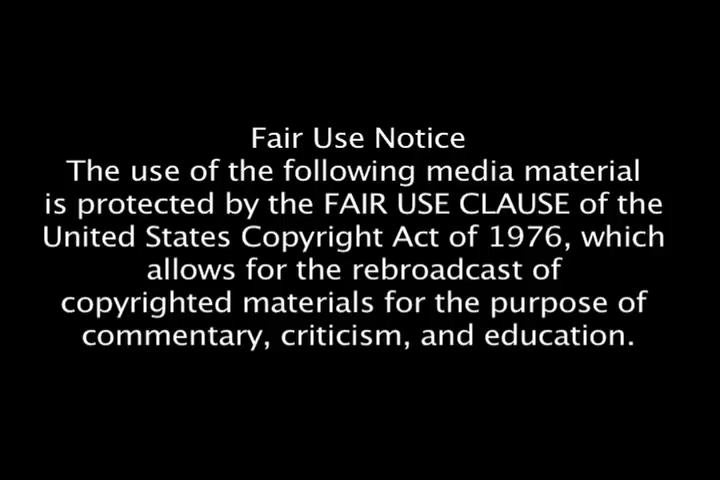 Fair Use Notice
The use of the following media material
is protected by the FAIR USE CLAUSE of the
United States Copyright Act of 1976, which
allows for the rebroadcast of
copyrighted materials for the purpose of
commentary, criticism, and education.